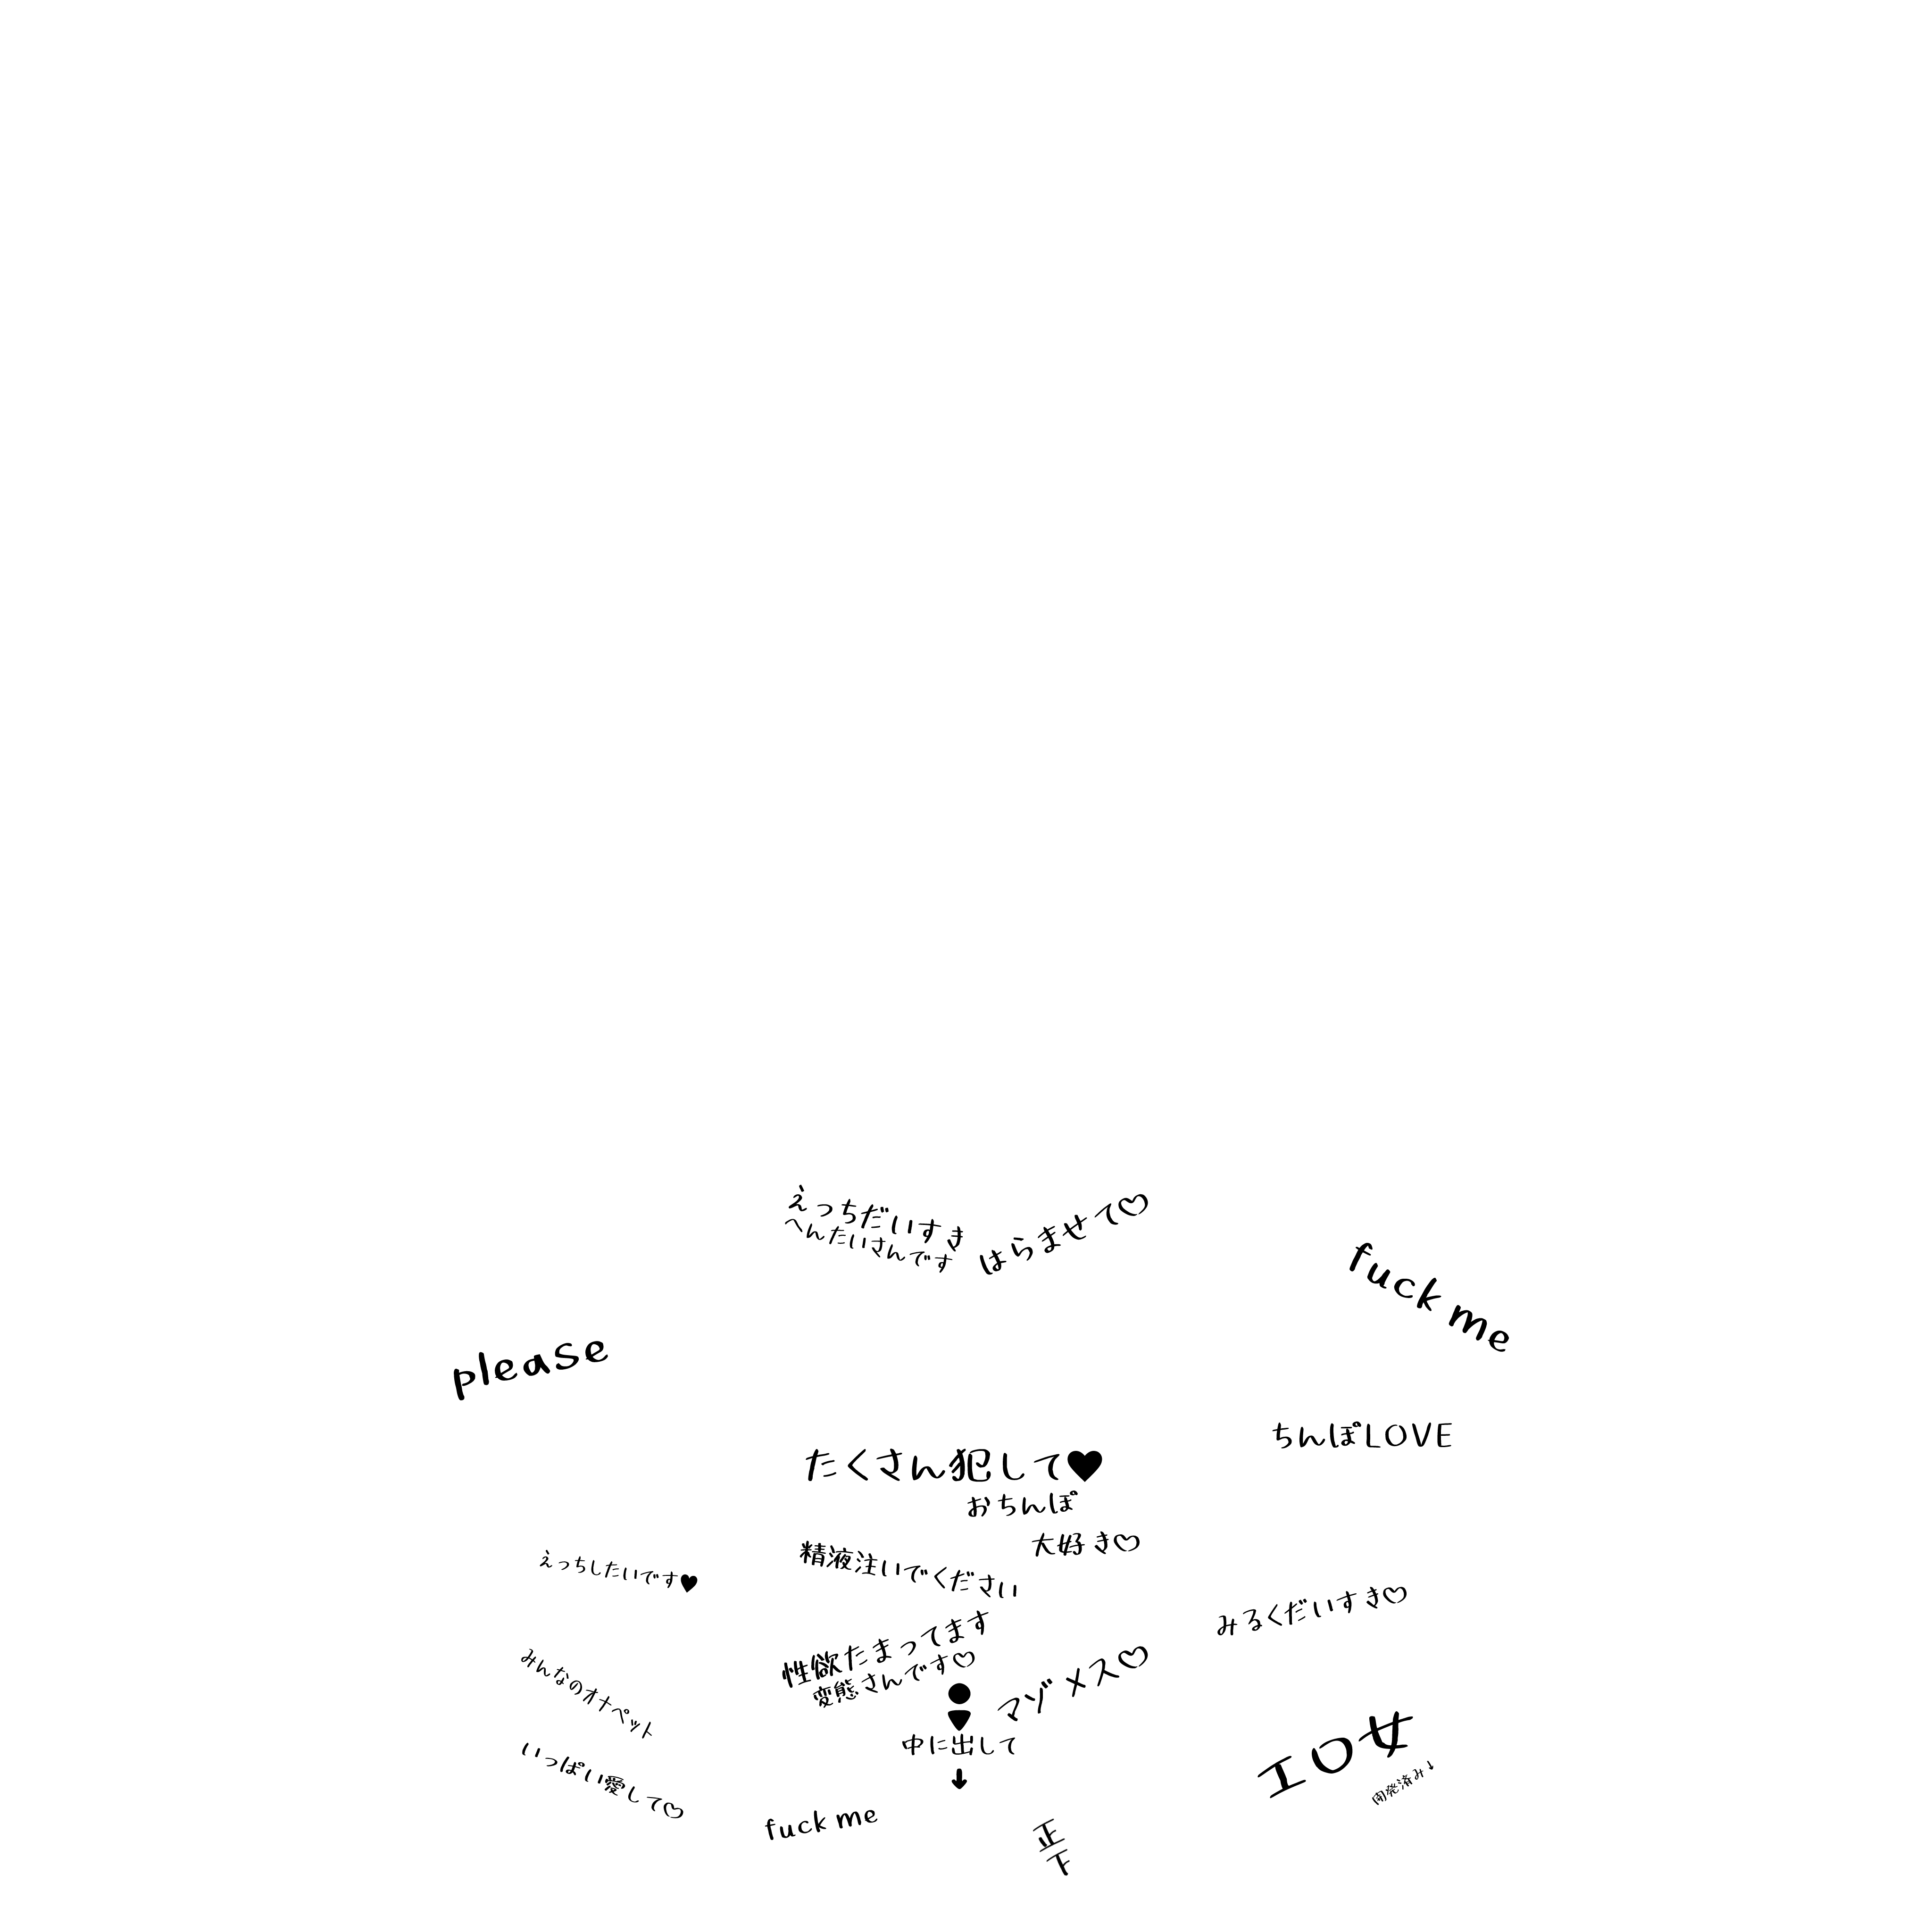 えっちだいすき
へんたいさんです
はらませて♡
fuck me
please
ちんぽLOVE
たくさん犯して♥
おちんぽ
大好き♡
精液注いでください
えっちしたいです♥
みるくだいすき♡
性欲たまってます
変態さんです♡
マゾメス♡
みんなのオナペット
中に出して
↓
エロ女
開発済み↓
いっぱい愛して♡
fuck me
正
下